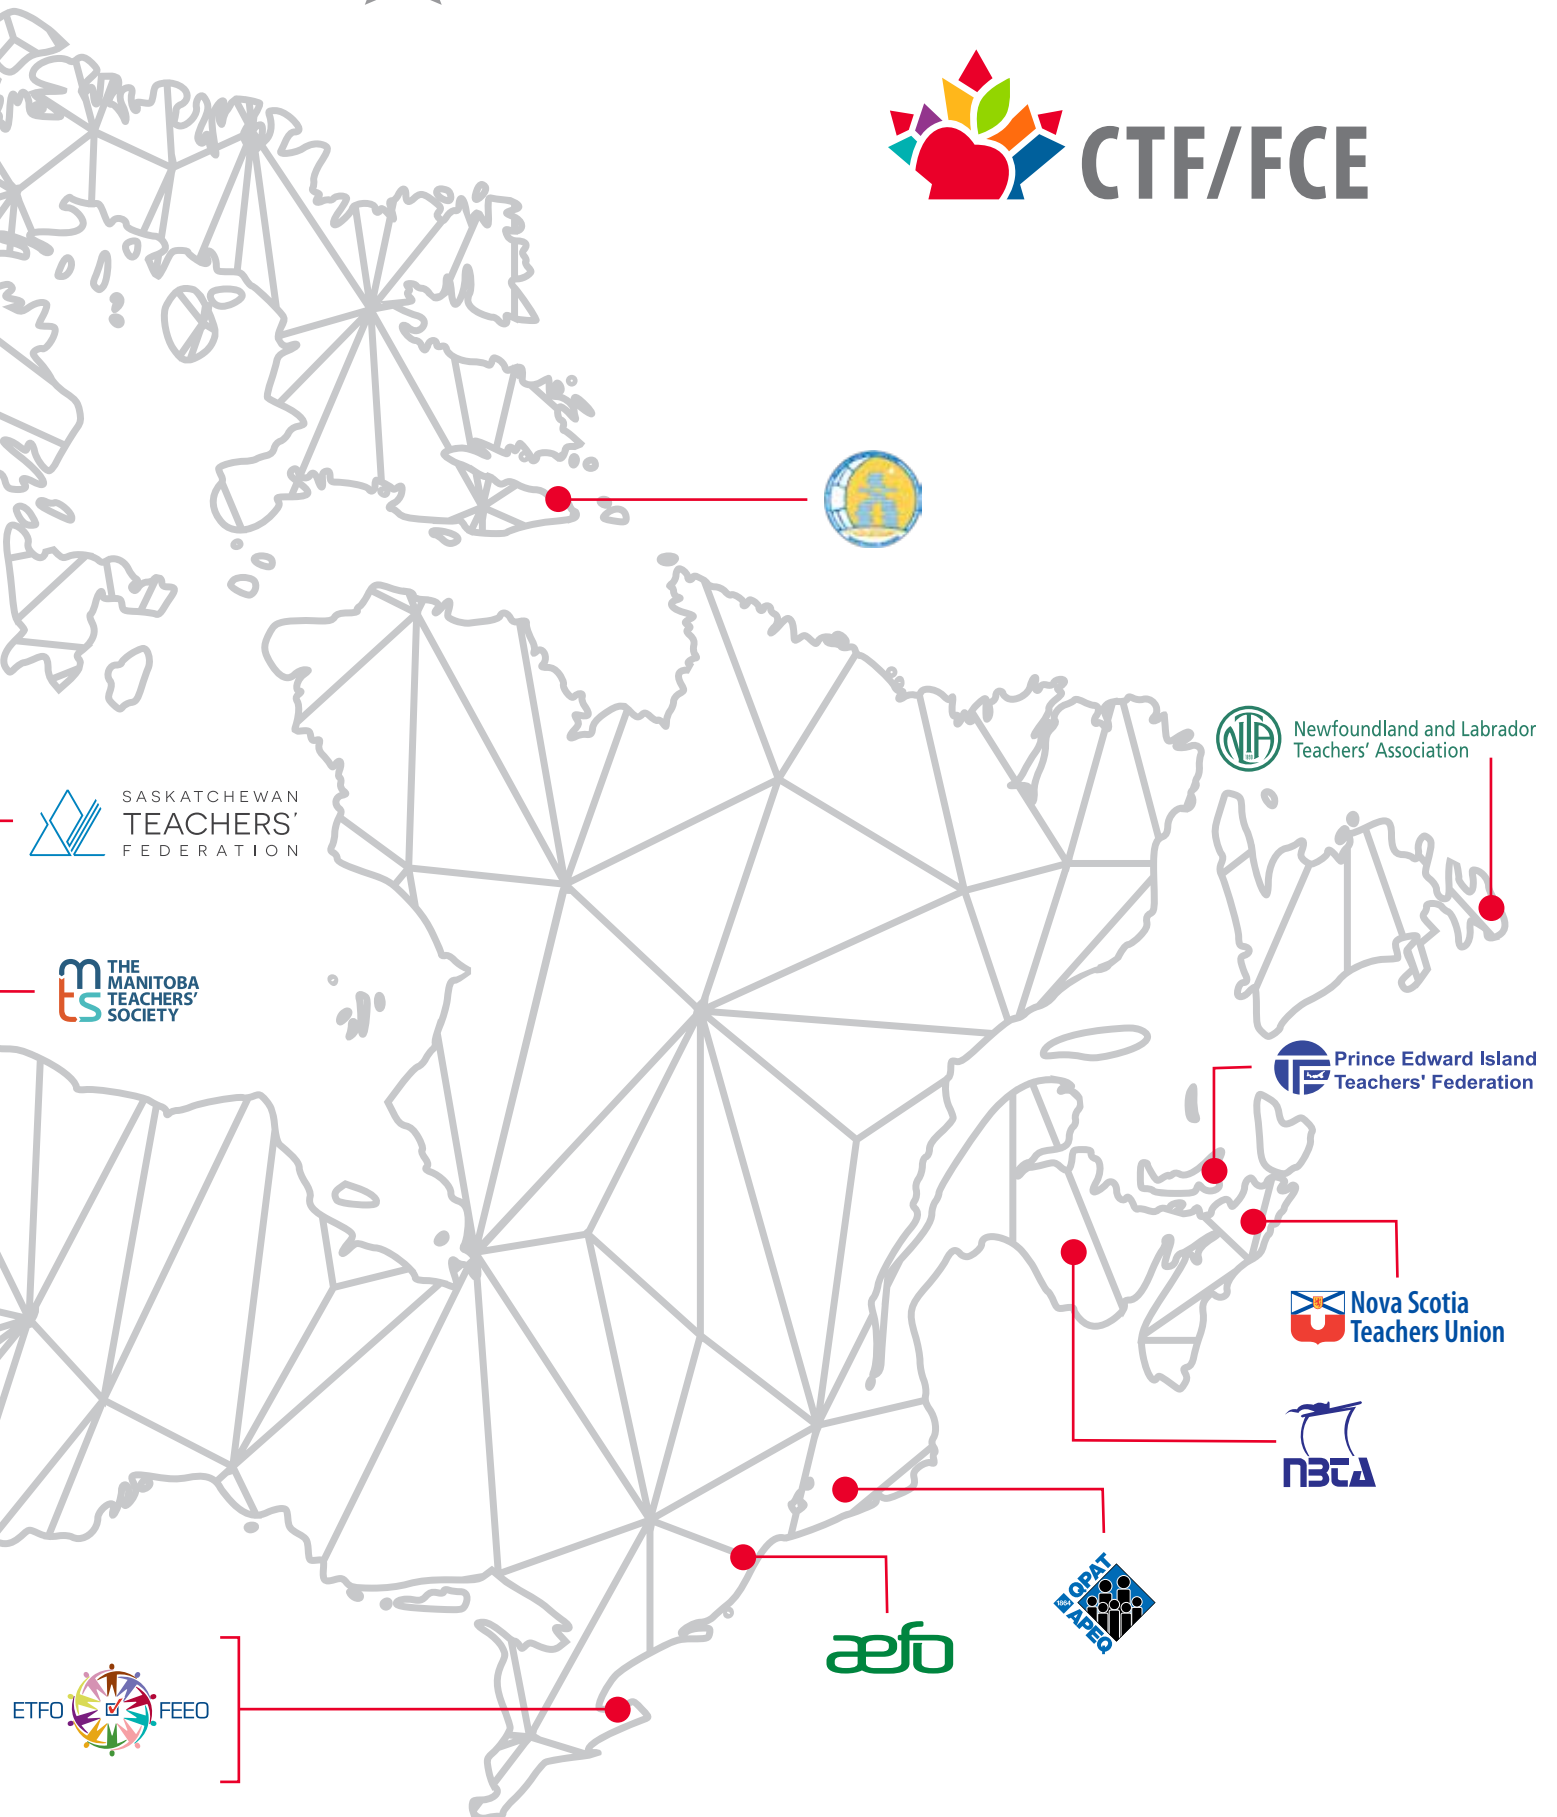 CTF/FCE
Newfoundland and Labrador
Teachers' Association
SASKATCHEWAN
TEACHERS'
FEDERATION
mts
THE
MANITOBA
TEACHERS'
SOCIETY
Prince Edward Island
Teachers' Federation
Nova Scotia
Teachers Union
NBTA
QPAT
1864
APEQ
aefo
ETFO
FEEO